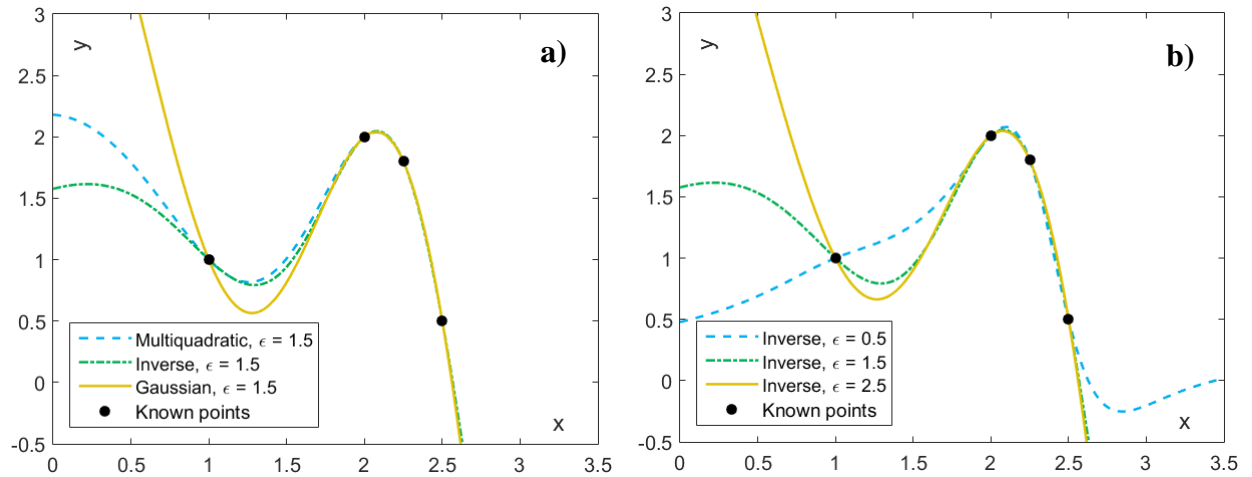 3
2.5
2
1.5
1
0.5
0
-0.5
y
a)
Multiquadratic, ϵ = 1.5
Inverse, ϵ = 1.5
Gaussian, ϵ = 1.5
Known points
x
0 0.5 1 1.5 2 2.5 3 3.5
3
2.5
2
1.5
1
0.5
0
-0.5
y
b)
Inverse, ϵ = 0.5
Inverse, ϵ = 1.5
Inverse, ϵ = 2.5
Known points
x
0 0.5 1 1.5 2 2.5 3 3.5